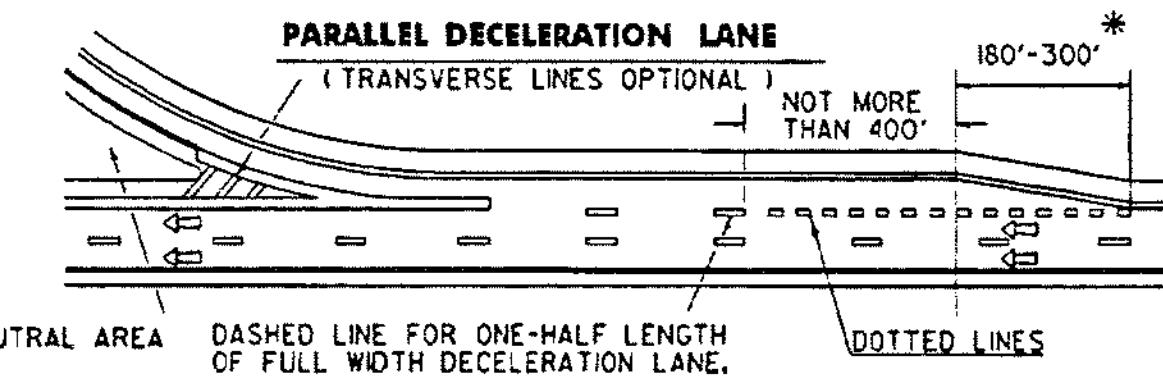 PARALLEL DECELERATION LANE
( TRANSVERSE LINES OPTIONAL )
180'-300' *
NOT MORE
THAN 400'
UTRAL AREA
DASHED LINE FOR ONE-HALF LENGTH
OF FULL WIDTH DECELERATION LANE.
DOTTED LINES